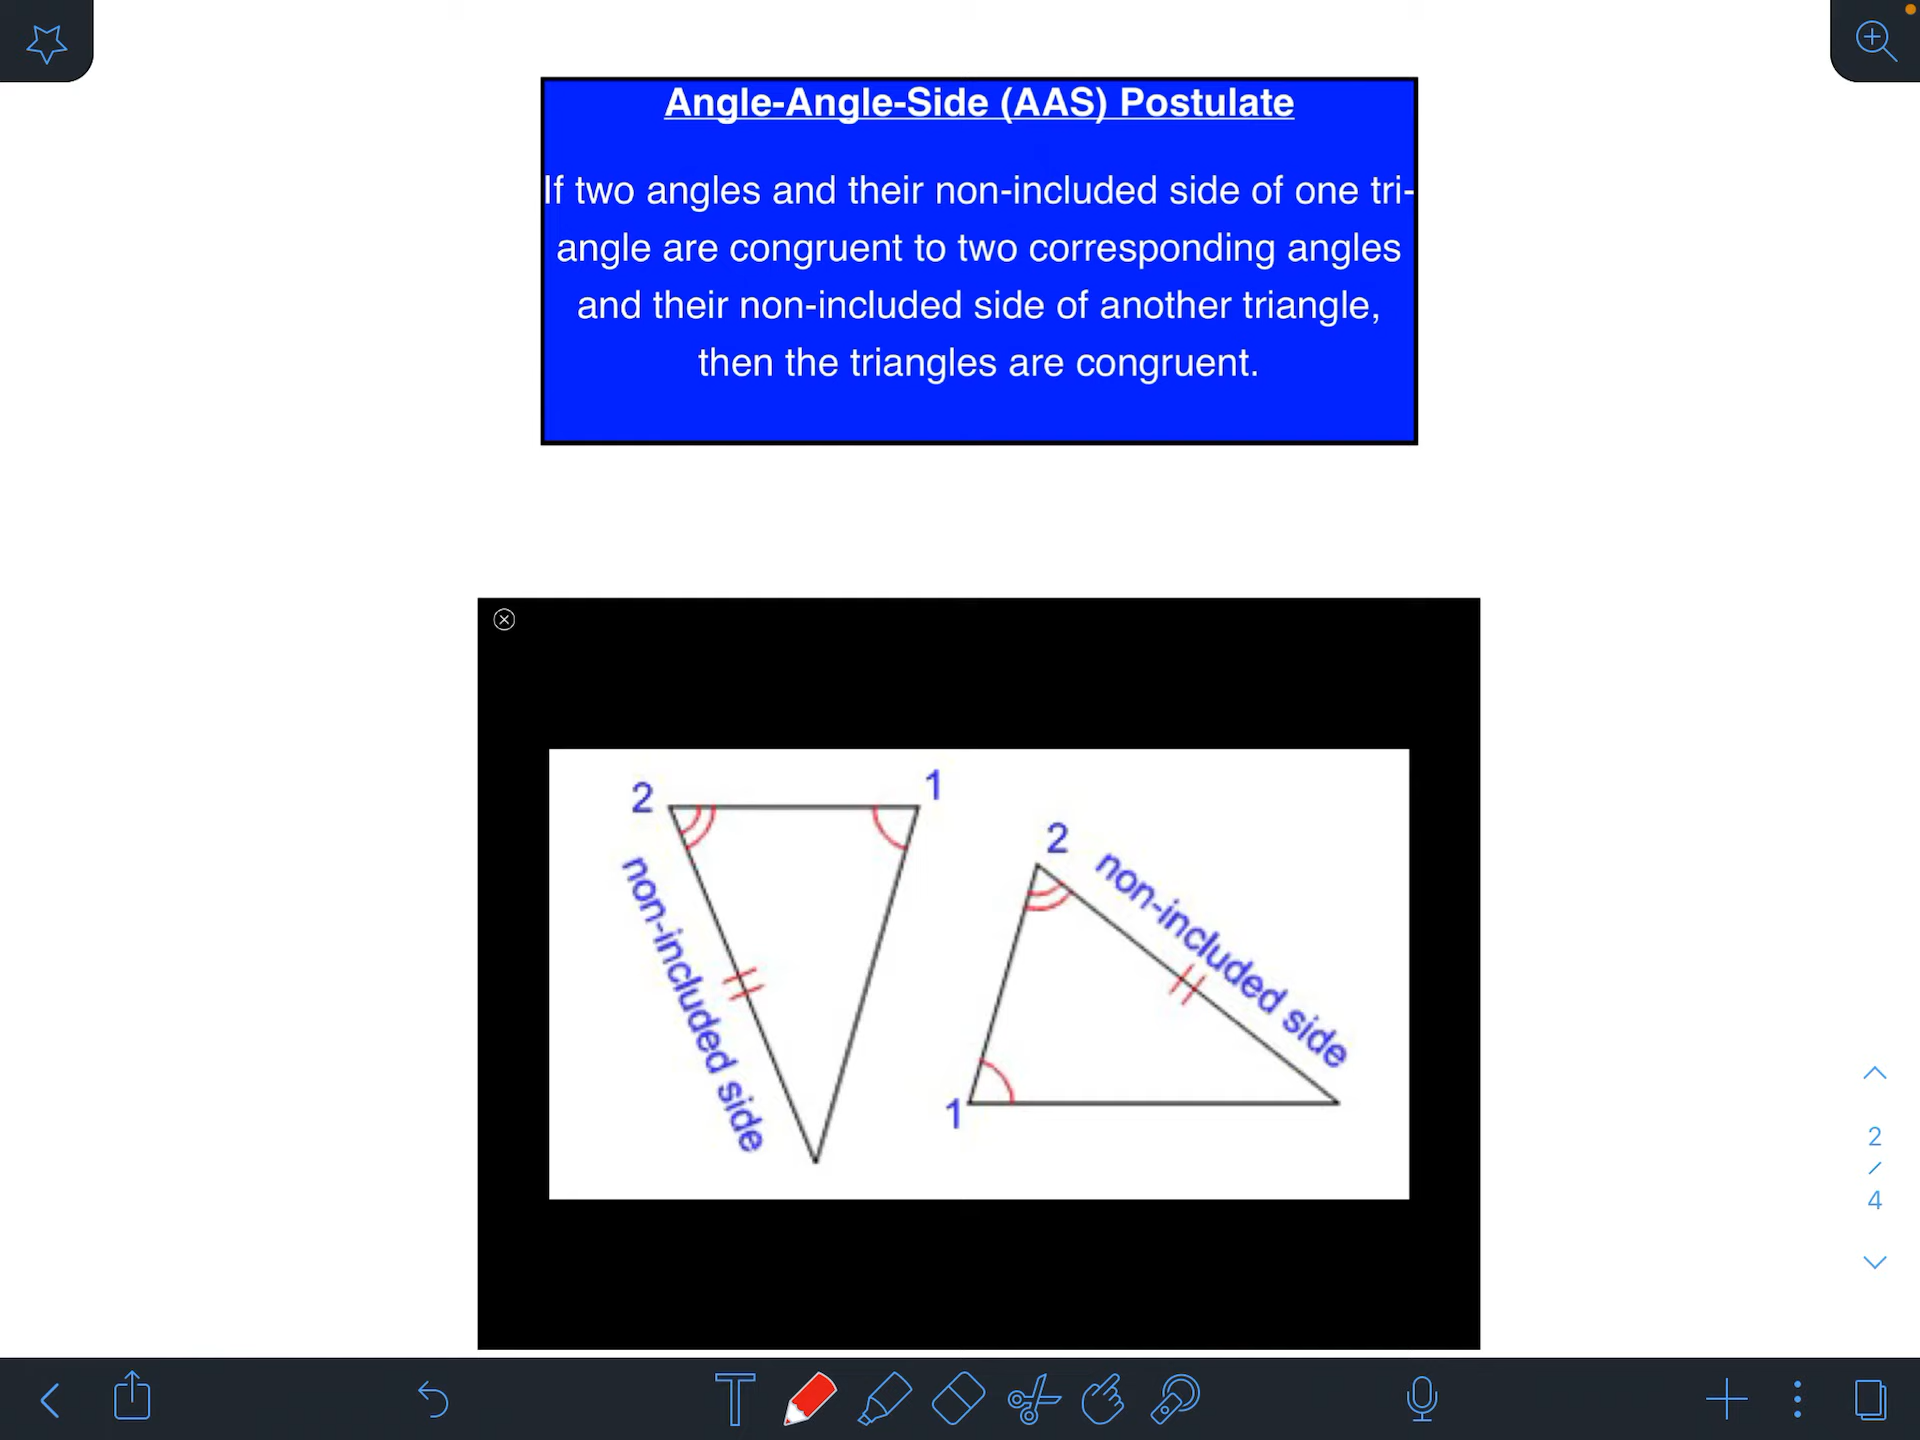 Angle-Angle-Side (AAS) Postulate
If two angles and their non-included side of one tri-
angle are congruent to two corresponding angles
and their non-included side of another triangle,
then the triangles are congruent.
2
1
non-included side
2
non-included side
1
2
/
4
T